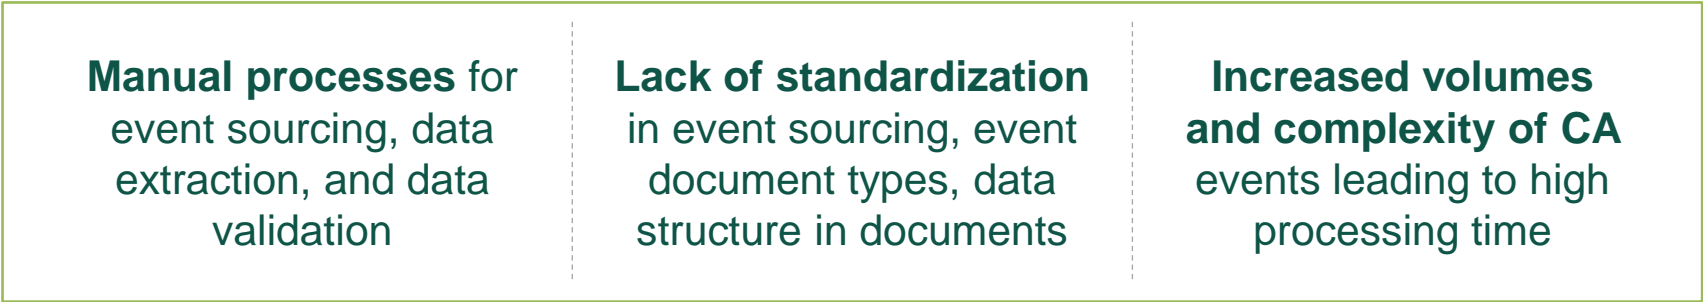 Manual processes for
event sourcing, data
extraction, and data
validation
Lack of standardization
in event sourcing, event
document types, data
structure in documents
Increased volumes
and complexity of CA
events leading to high
processing time